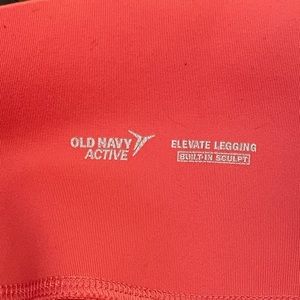 OLD NAVY
ACTIVE
ELEVATE LEGGING
BUILT-IN SCULPT